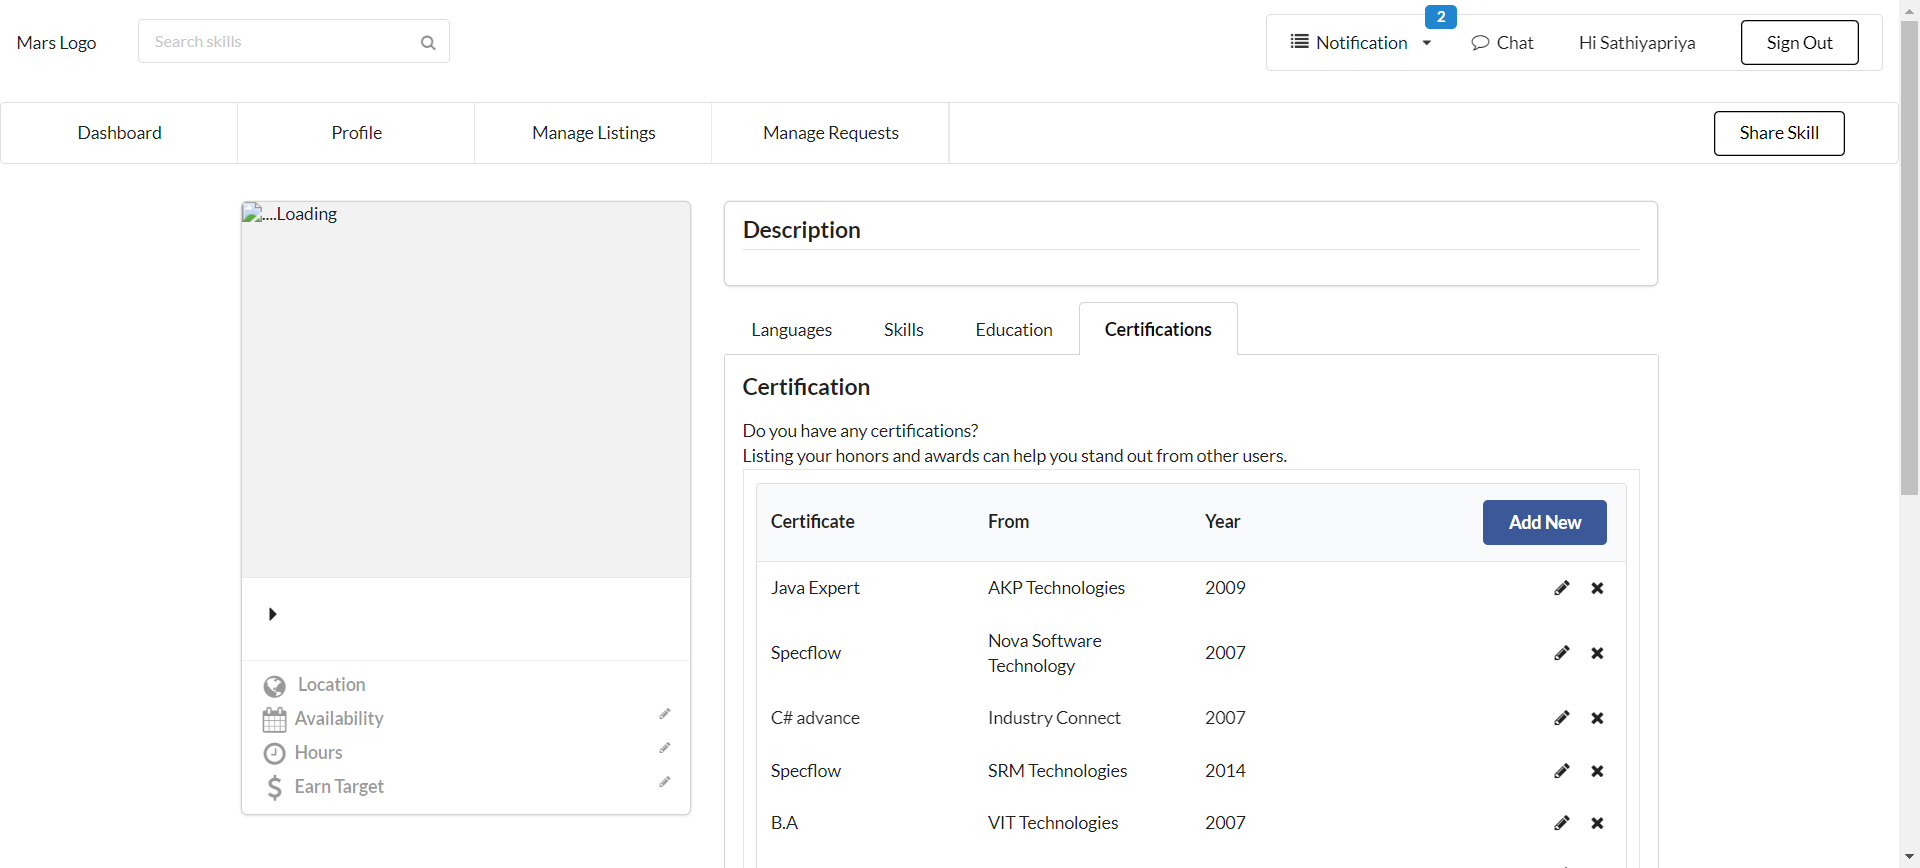 Mars Logo
Search skills
Notification
2
Chat
Hi Sathiyapriya
Sign Out
Dashboard
Profile
Manage Listings
Manage Requests
Share Skill
....Loading
Location
Availability
Hours
Earn Target
Description
Languages
Skills
Education
Certifications
Certification
Do you have any certifications?
Listing your honors and awards can help you stand out from other users.
Certificate From Year Add New
Java Expert AKP Technologies 2009
Specflow Nova Software Technology 2007
C# advance Industry Connect 2007
Specflow SRM Technologies 2014
B.A VIT Technologies 2007